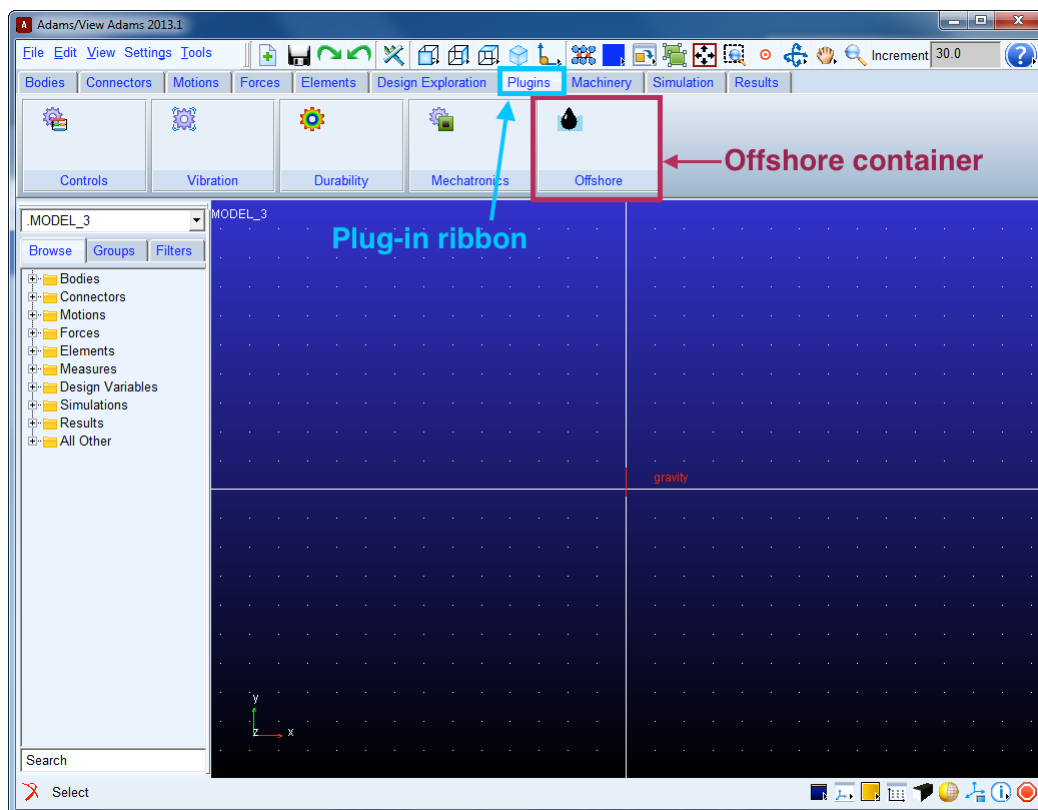 Adams/View Adams 2013.1
File Edit View Settings Tools
Increment 30.0
Bodies Connectors Motions Forces Elements Design Exploration Plugins Machinery Simulation Results
Offshore container
Controls Vibration Durability Mechatronics Offshore
.MODEL_3
MODEL_3
Plug-in ribbon
Browse Groups Filters
Bodies
Connectors
Motions
Forces
Elements
Measures
Design Variables
Simulations
Results
All Other
gravity
y
z x
Search
Select